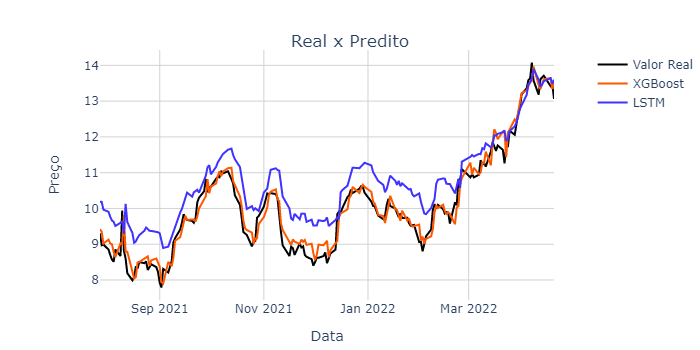 Real x Predito
Valor Real
XGBoost
LSTM
Preço
14
13
12
11
10
9
8
Sep 2021
Nov 2021
Jan 2022
Mar 2022
Data